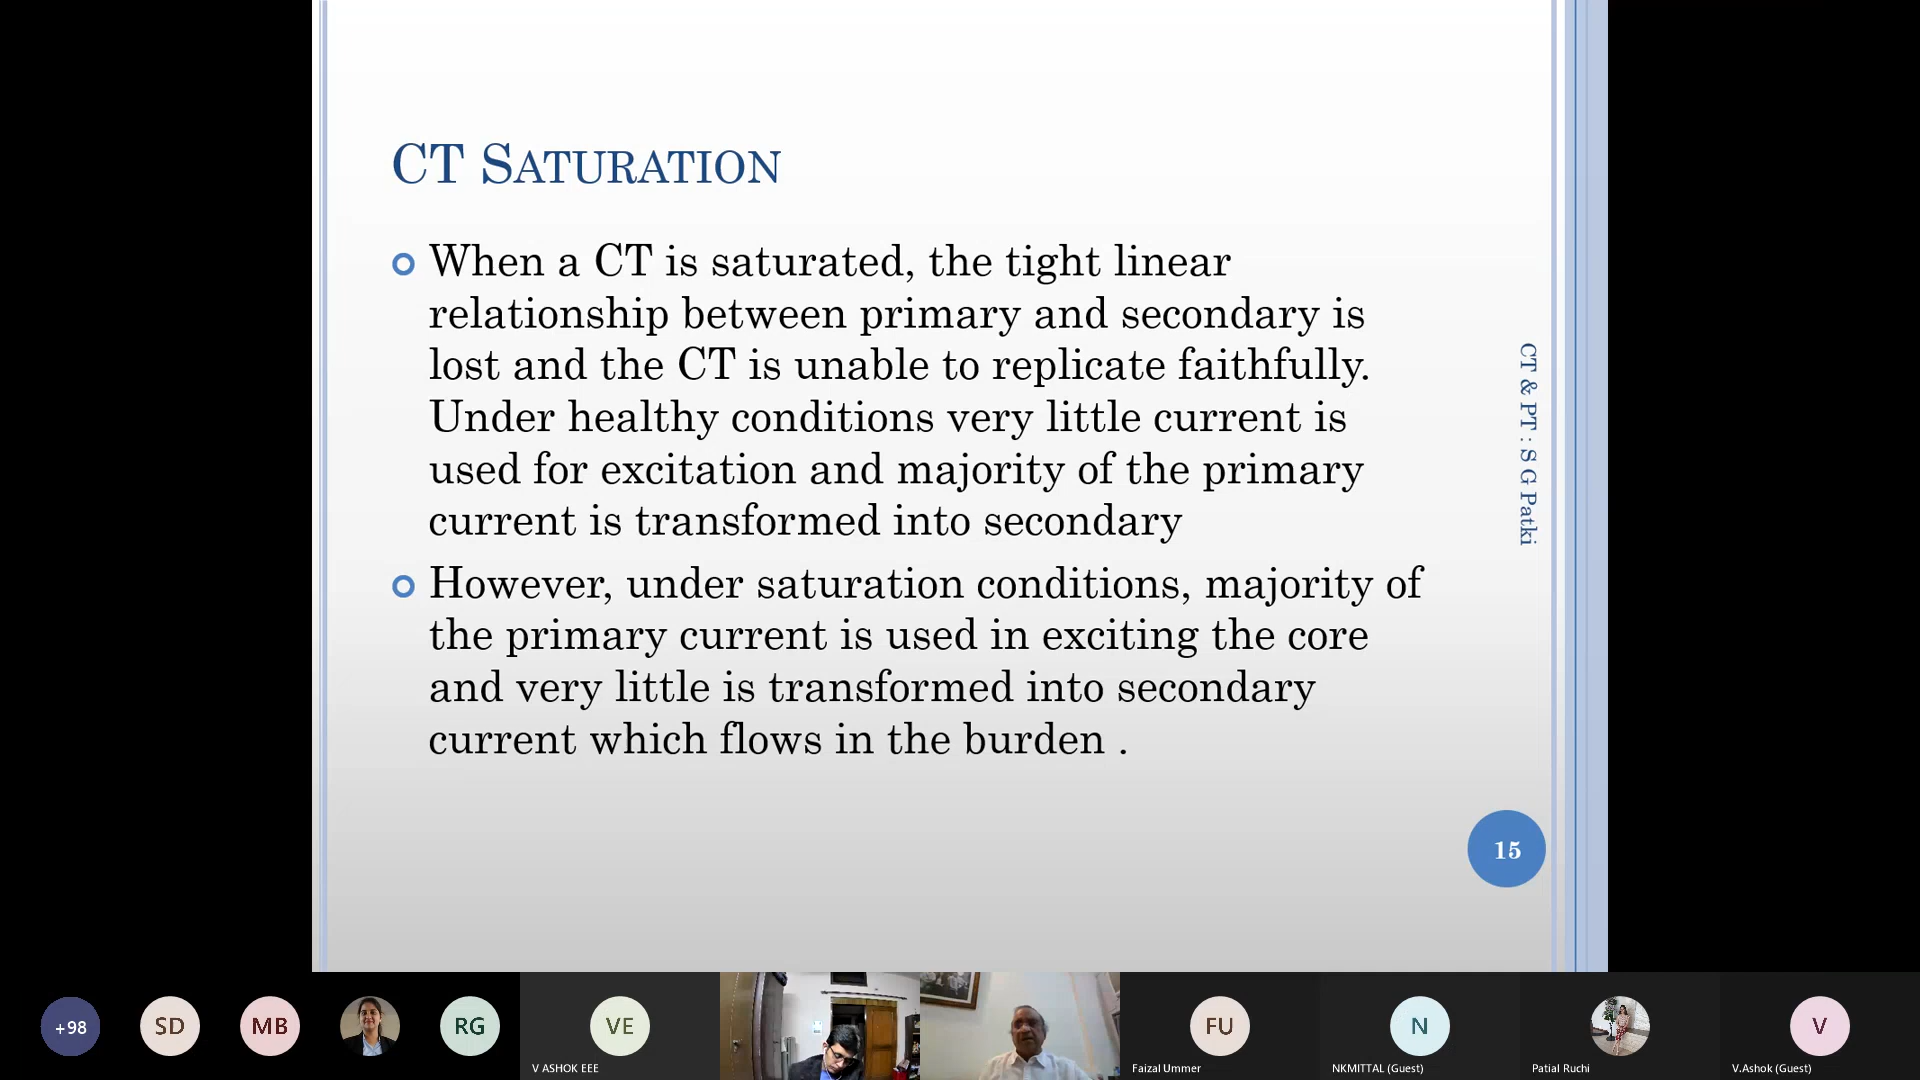 CT SATURATION
When a CT is saturated, the tight linear
relationship between primary and secondary is
lost and the CT is unable to replicate faithfully.
Under healthy conditions very little current is
used for excitation and majority of the primary
current is transformed into secondary
However, under saturation conditions, majority of
the primary current is used in exciting the core
and very little is transformed into secondary
current which flows in the burden .
CT & PT : S G Patki
15
+98
SD
MB
RG
VE
V ASHOK EEE
FU
Faizal Ummer
N
NKMITTAL (Guest)
Patial Ruchi
V
V.Ashok (Guest)